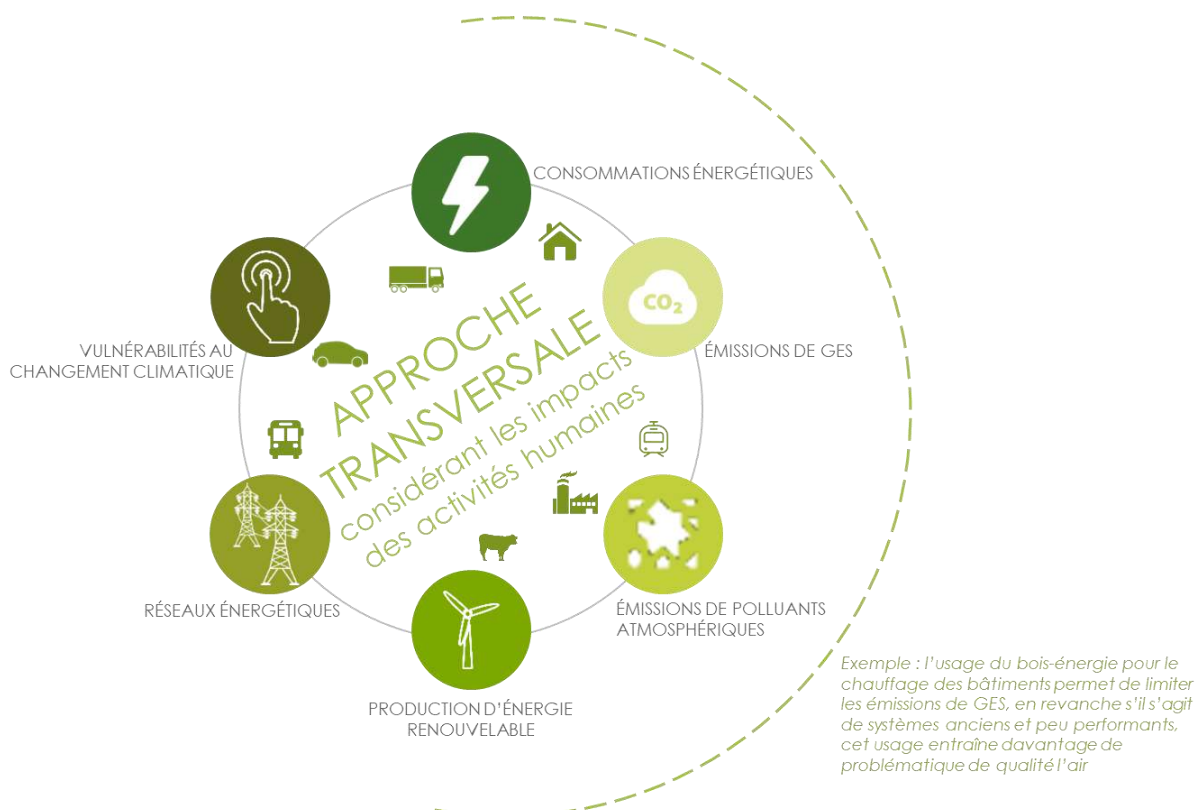 CONSOMMATIONS ÉNERGÉTIQUES
CO₂
ÉMISSIONS DE GES
VULNÉRABILITÉS AU
CHANGEMENT CLIMATIQUE
APPROCHE
TRANSVERSALE
considérant les impacts
des activités humaines
RÉSEAUX ÉNERGÉTIQUES
ÉMISSIONS DE POLLUANTS
ATMOSPHÉRIQUES
PRODUCTION D'ÉNERGIE
RENOUVELABLE
Exemple : l'usage du bois-énergie pour le
chauffage des bâtiments permet de limiter
les émissions de GES, en revanche s'il s'agit
de systèmes anciens et peu performants,
cet usage entraîne davantage de
problématique de qualité l'air